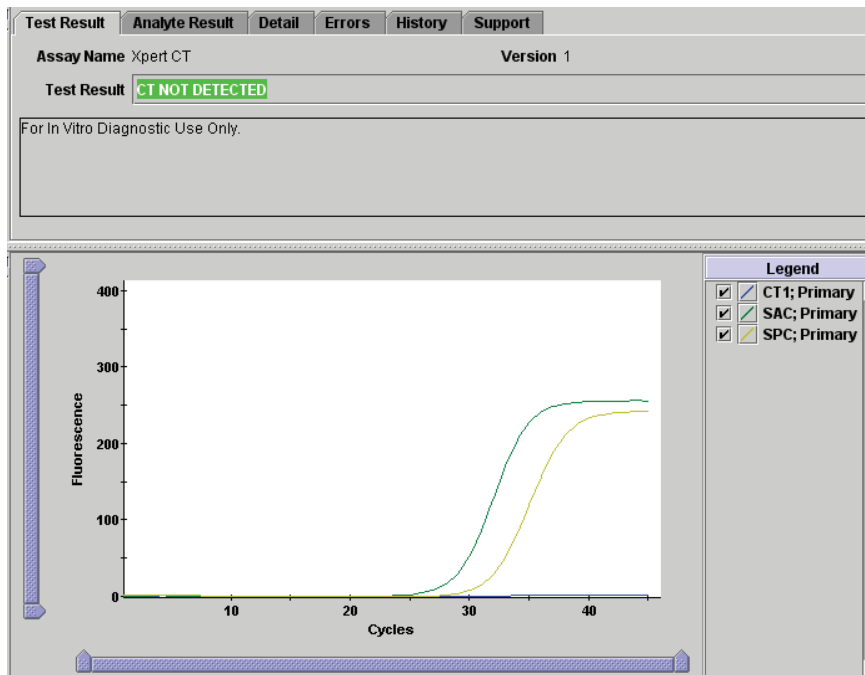 Test Result Analyte Result Detail Errors History Support
Assay Name Xpert CT Version 1
Test Result CT NOT DETECTED
For In Vitro Diagnostic Use Only.
Legend
CT1; Primary
SAC; Primary
SPC; Primary
400
300
200
100
0
Fluorescence
10 20 30 40
Cycles